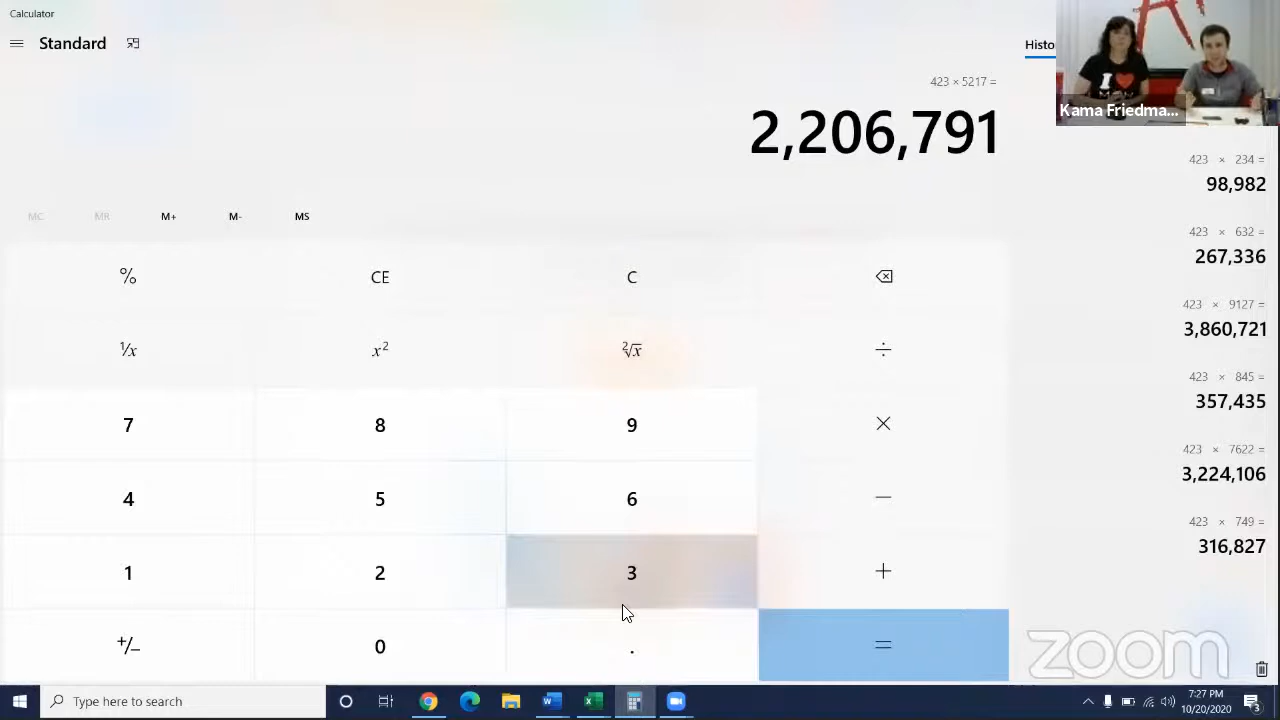 Calculator
Standard
Histo
423 × 5217 =
2,206,791
I ❤
Kama Friedma...
423 × 234 =
98,982
MC MR M+ M- MS
423 × 632 =
267,336
% CE C
423 × 9127 =
3,860,721
1/x x² ²√x ÷
423 × 845 =
357,435
7 8 9 ×
423 × 7622 =
3,224,106
4 5 6 −
423 × 749 =
316,827
1 2 3 +
+/− 0 . =
zoom
Type here to search
7:27 PM
10/20/2020
3